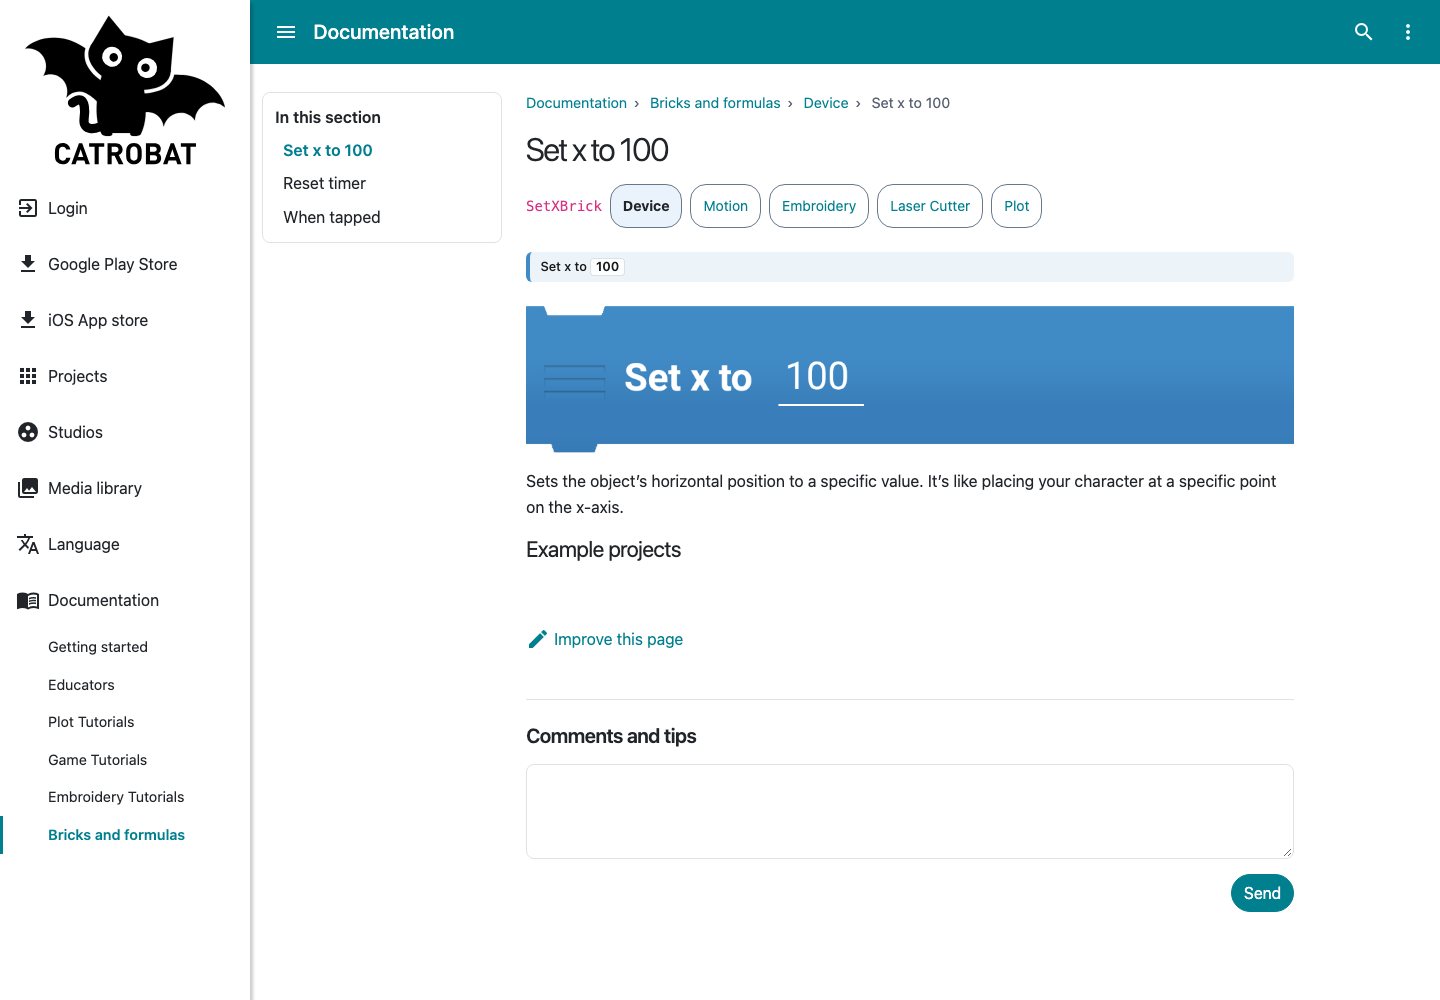 CATROBAT
Login
Google Play Store
iOS App store
Projects
Studios
Media library
Language
Documentation
Getting started
Educators
Plot Tutorials
Game Tutorials
Embroidery Tutorials
Bricks and formulas
Documentation
In this section
Set x to 100
Reset timer
When tapped
Documentation › Bricks and formulas › Device › Set x to 100
Set x to 100
SetXBrick Device Motion Embroidery Laser Cutter Plot
Set x to 100
Set x to 100
Sets the object’s horizontal position to a specific value. It’s like placing your character at a specific point
on the x-axis.
Example projects
Improve this page
Comments and tips
Send